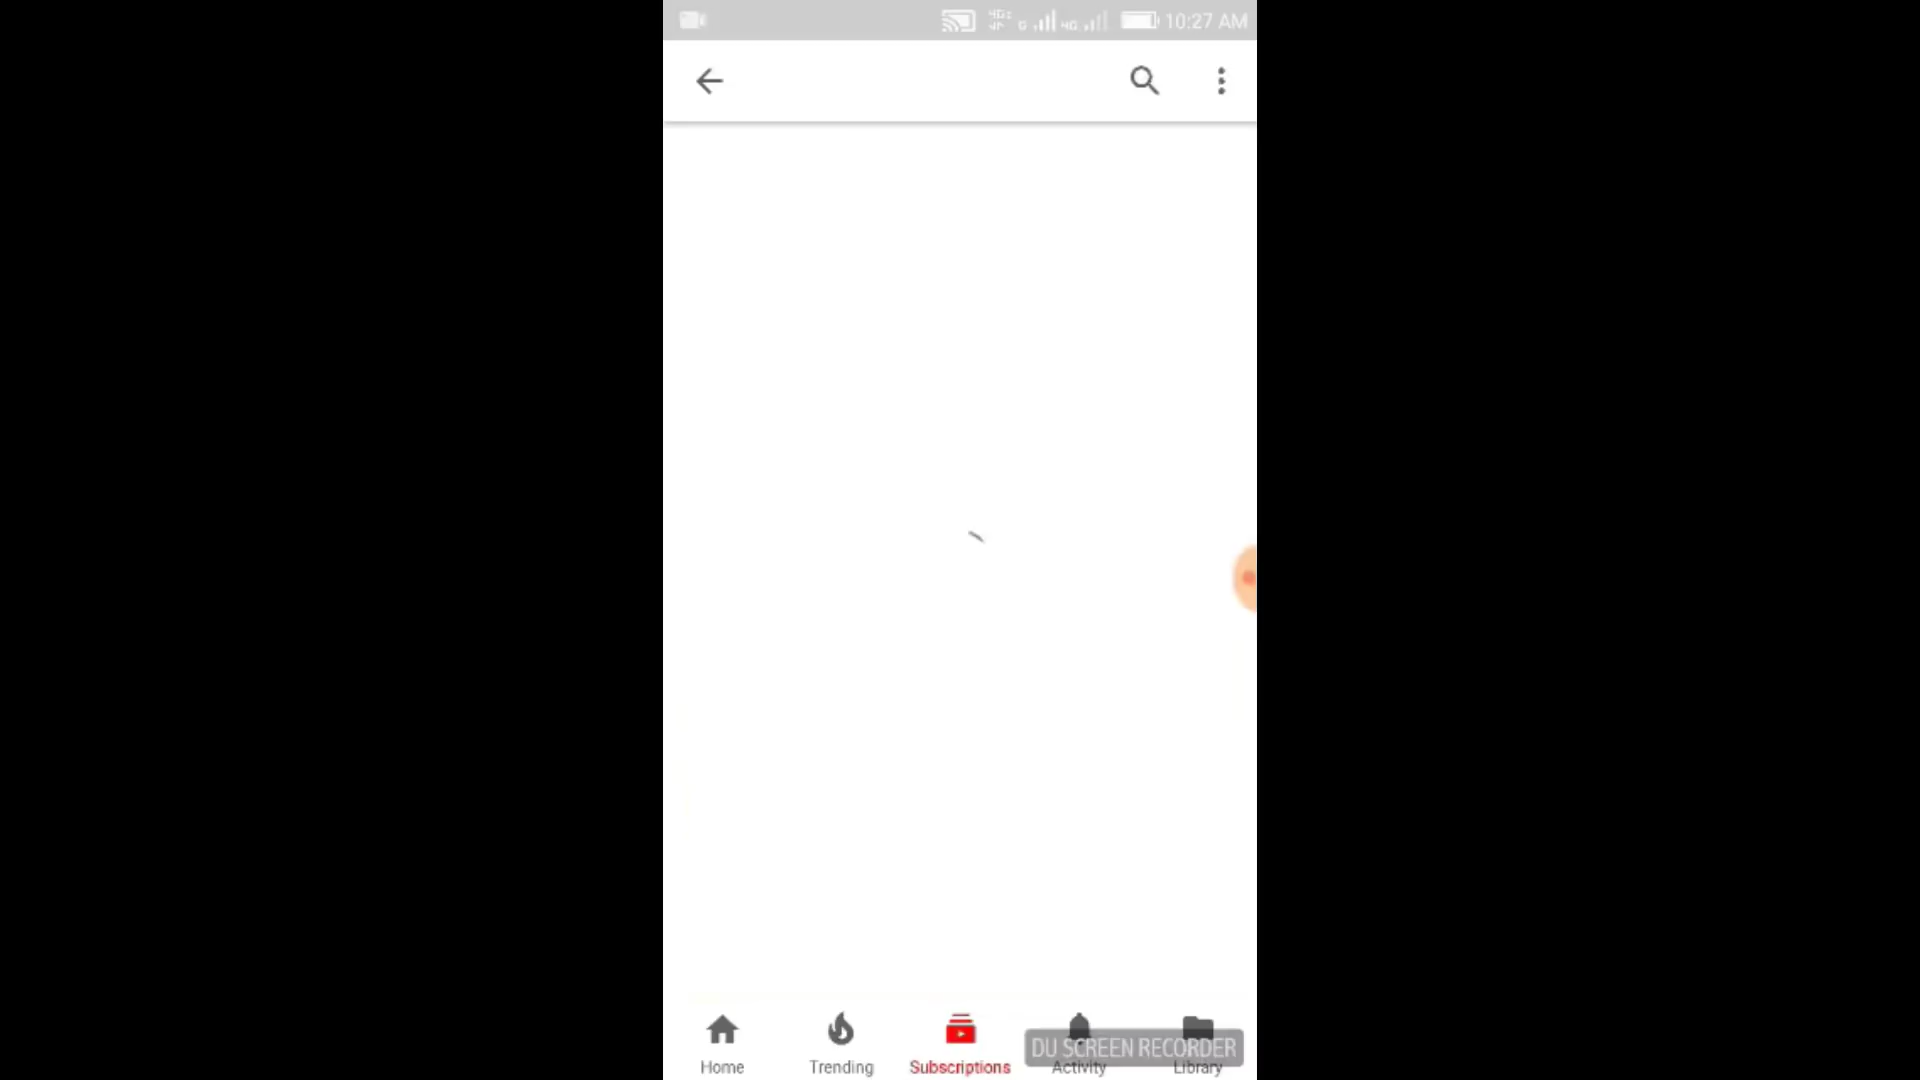 10:27 AM
Home
Trending
Subscriptions
Activity
Library
DU SCREEN RECORDER